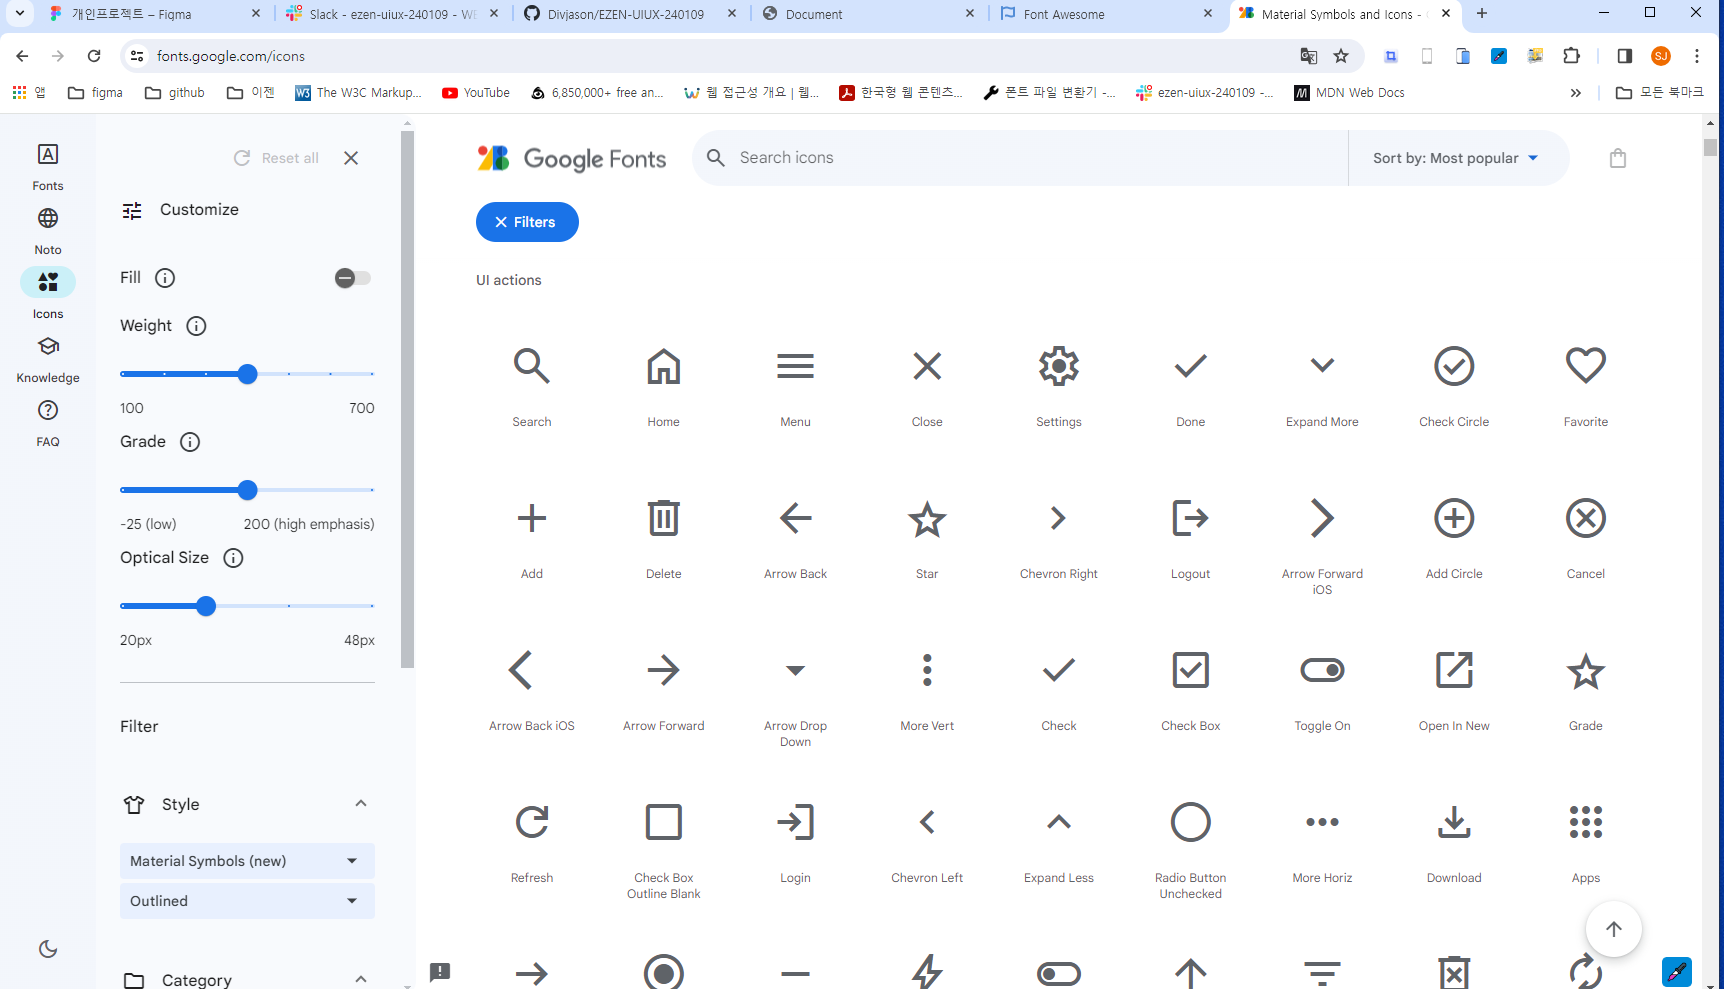 개인프로젝트 – Figma
Slack - ezen-uiux-240109 - WE
Divjason/EZEN-UIUX-240109
Document
Font Awesome
Material Symbols and Icons -
fonts.google.com/icons
SJ
앱
figma
github
이젠
The W3C Markup...
YouTube
6,850,000+ free an...
웹 접근성 개요 | 웹...
한국형 웹 콘텐츠...
폰트 파일 변환기 -...
ezen-uiux-240109 -...
MDN Web Docs
모든 북마크
Fonts
Noto
Icons
Knowledge
FAQ
Reset all
Customize
Fill
Weight
100 700
Grade
-25 (low) 200 (high emphasis)
Optical Size
20px 48px
Filter
Style
Material Symbols (new)
Outlined
Category
Google Fonts
Search icons
Sort by: Most popular
Filters
UI actions
Search Home Menu Close Settings Done Expand More Check Circle Favorite
Add Delete Arrow Back Star Chevron Right Logout Arrow Forward iOS Add Circle Cancel
Arrow Back iOS Arrow Forward Arrow Drop Down More Vert Check Check Box Toggle On Open In New Grade
Refresh Check Box Outline Blank Login Chevron Left Expand Less Radio Button Unchecked More Horiz Download Apps